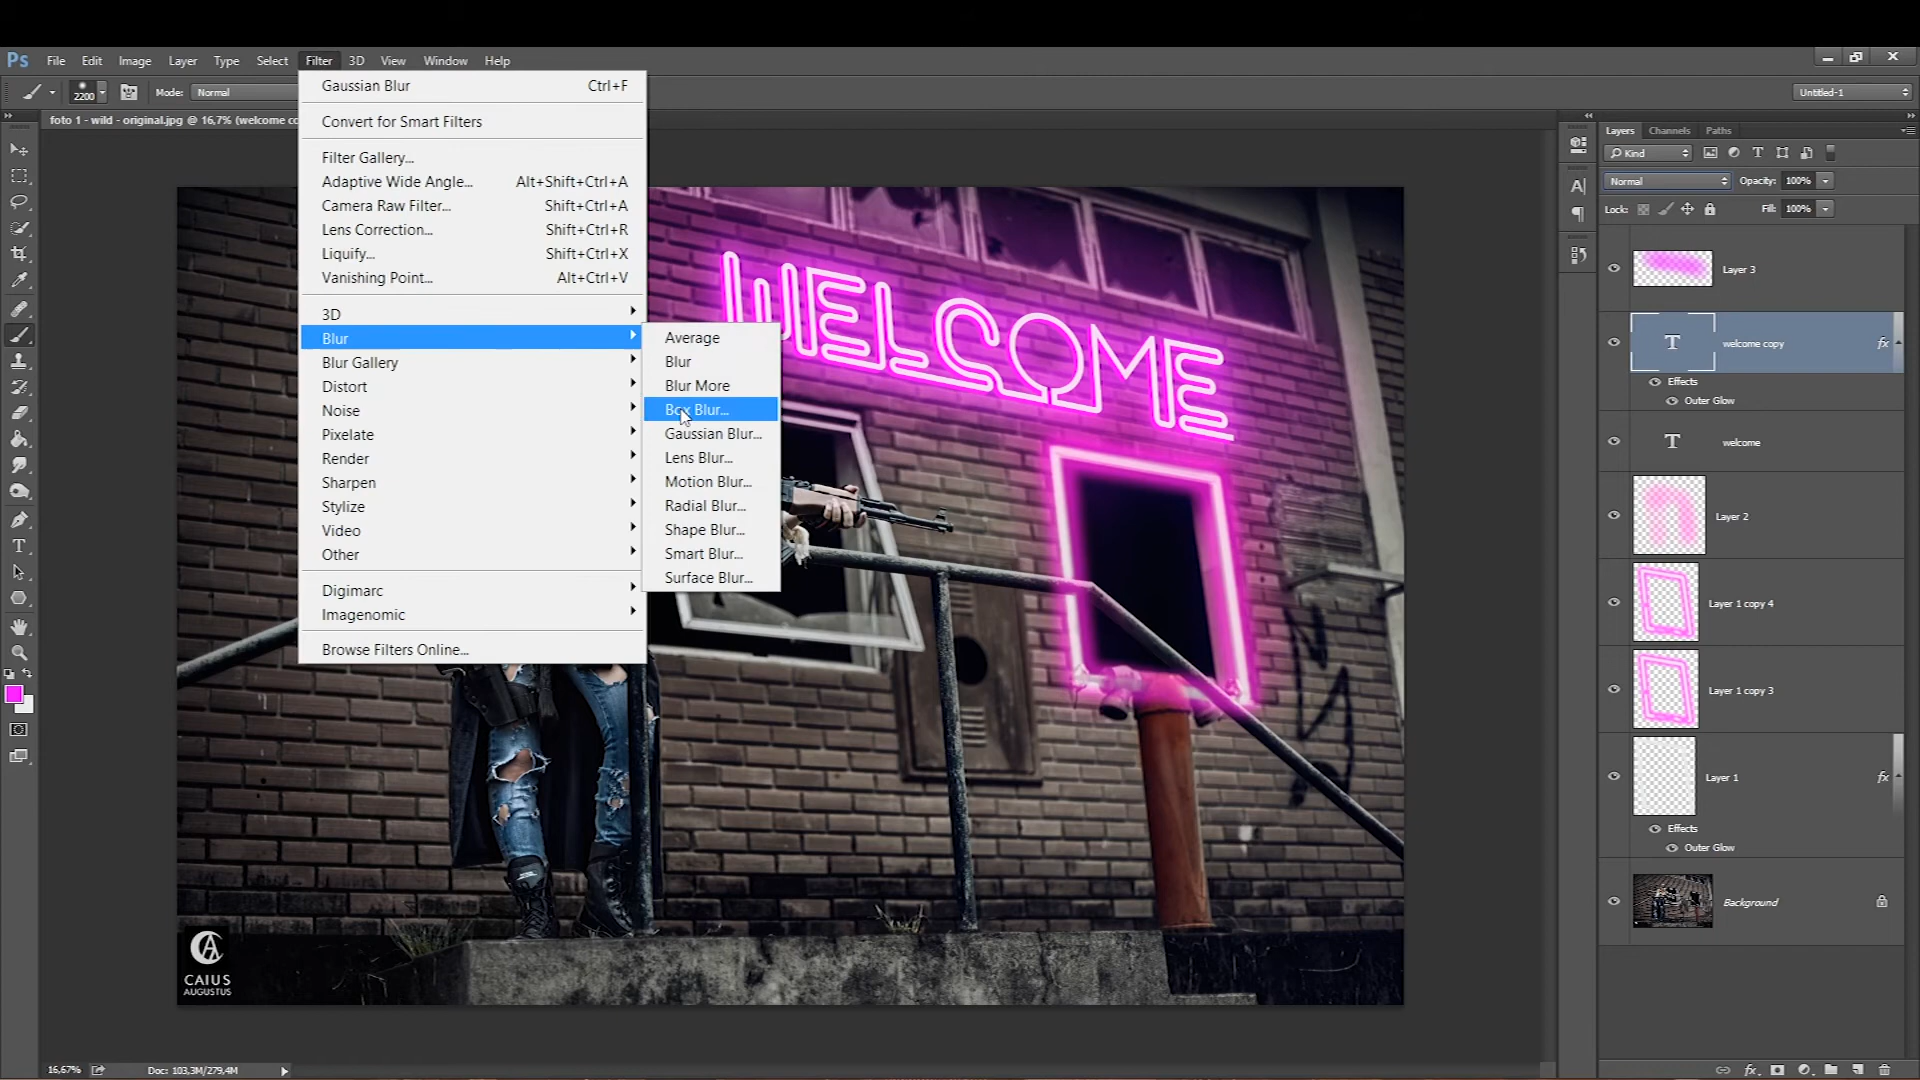 Ps File Edit Image Layer Type Select Filter 3D View Window Help
2200 Mode: Normal Untitled-1
foto 1 - wild - original.jpg @ 16,7% (welcome co
Gaussian Blur Ctrl+F
Convert for Smart Filters
Filter Gallery...
Adaptive Wide Angle... Alt+Shift+Ctrl+A
Camera Raw Filter... Shift+Ctrl+A
Lens Correction... Shift+Ctrl+R
Liquify... Shift+Ctrl+X
Vanishing Point... Alt+Ctrl+V
3D
Blur
Blur Gallery
Distort
Noise
Pixelate
Render
Sharpen
Stylize
Video
Other
Digimarc
Imagenomic
Browse Filters Online...
Average
Blur
Blur More
Box Blur...
Gaussian Blur...
Lens Blur...
Motion Blur...
Radial Blur...
Shape Blur...
Smart Blur...
Surface Blur...
WELCOME
CAIUS
AUGUSTUS
Layers Channels Paths
Kind
Normal Opacity: 100%
Lock: Fill: 100%
Layer 3
welcome copy fx
Effects
Outer Glow
welcome
Layer 2
Layer 1 copy 4
Layer 1 copy 3
Layer 1 fx
Effects
Outer Glow
Background
16,67% Doc: 103,3M/279,4M